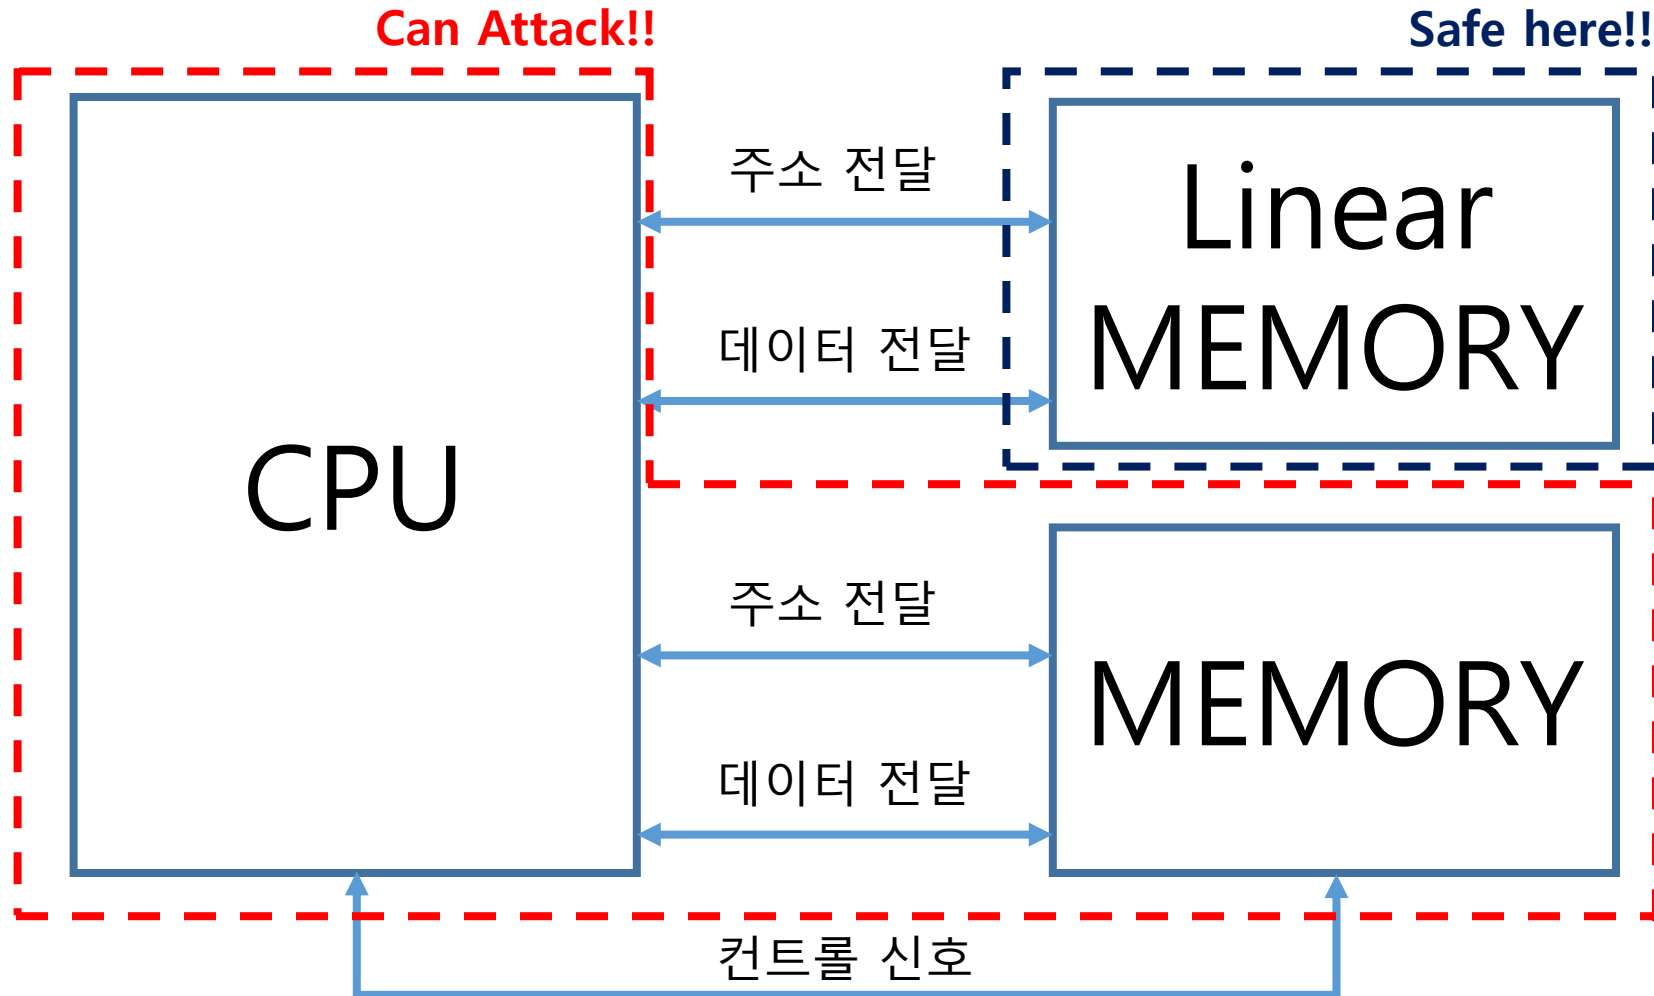 Can Attack!!
Safe here!!
주소 전달
Linear
MEMORY
데이터 전달
CPU
주소 전달
MEMORY
데이터 전달
컨트롤 신호